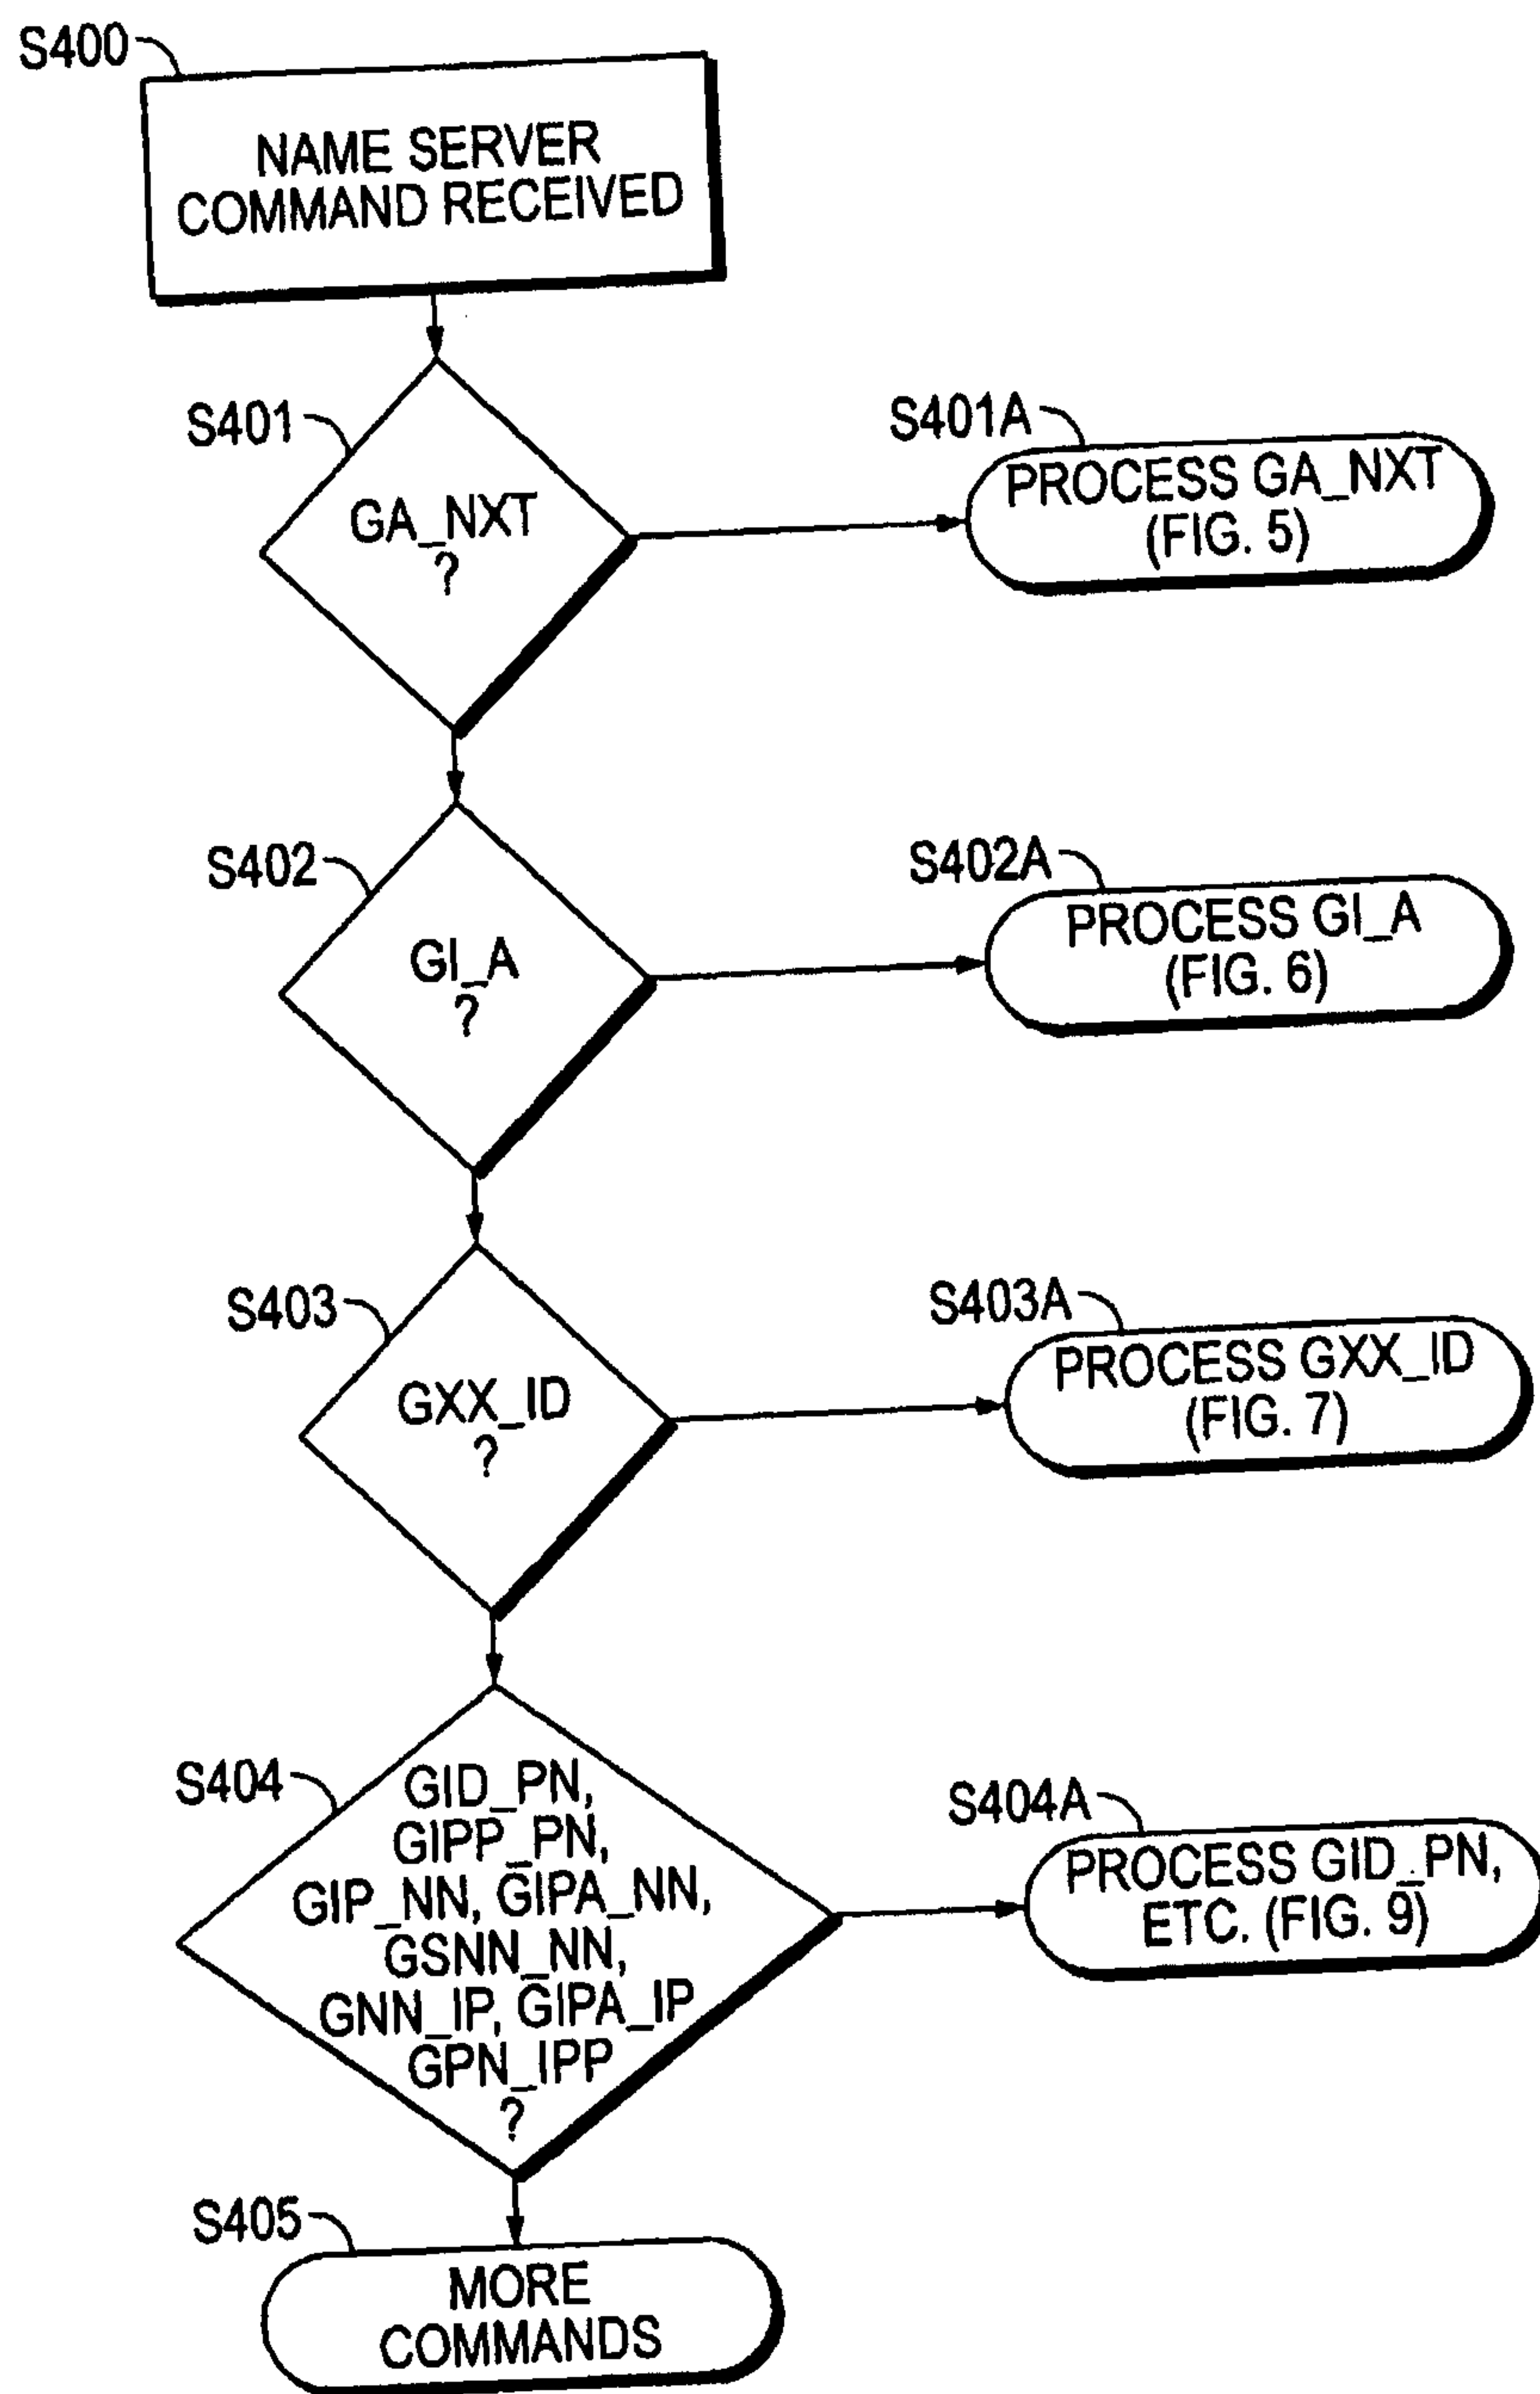 S400
NAME SERVER
COMMAND RECEIVED
S401
GA_NXT
?
S401A
PROCESS GA_NXT
(FIG. 5)
S402
GI_A
?
S402A
PROCESS GI_A
(FIG. 6)
S403
GXX_ID
?
S403A
PROCESS GXX_ID
(FIG. 7)
S404
GID_PN,
GIPP_PN,
GIP_NN, GIPA_NN,
GSNN_NN,
GNN_IP, GIPA_IP
GPN_IPP
?
S404A
PROCESS GID_PN,
ETC. (FIG. 9)
S405
MORE
COMMANDS